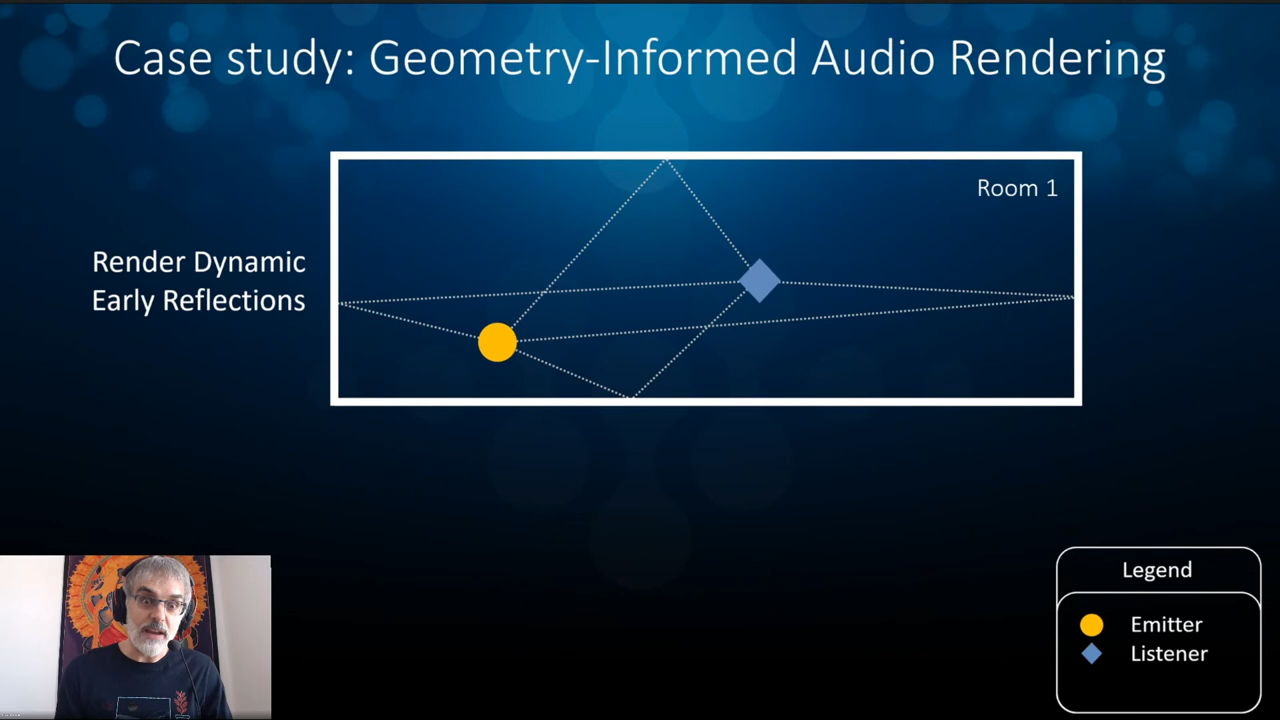 Case study: Geometry-Informed Audio Rendering
Room 1
Render Dynamic
Early Reflections
Legend
Emitter
Listener